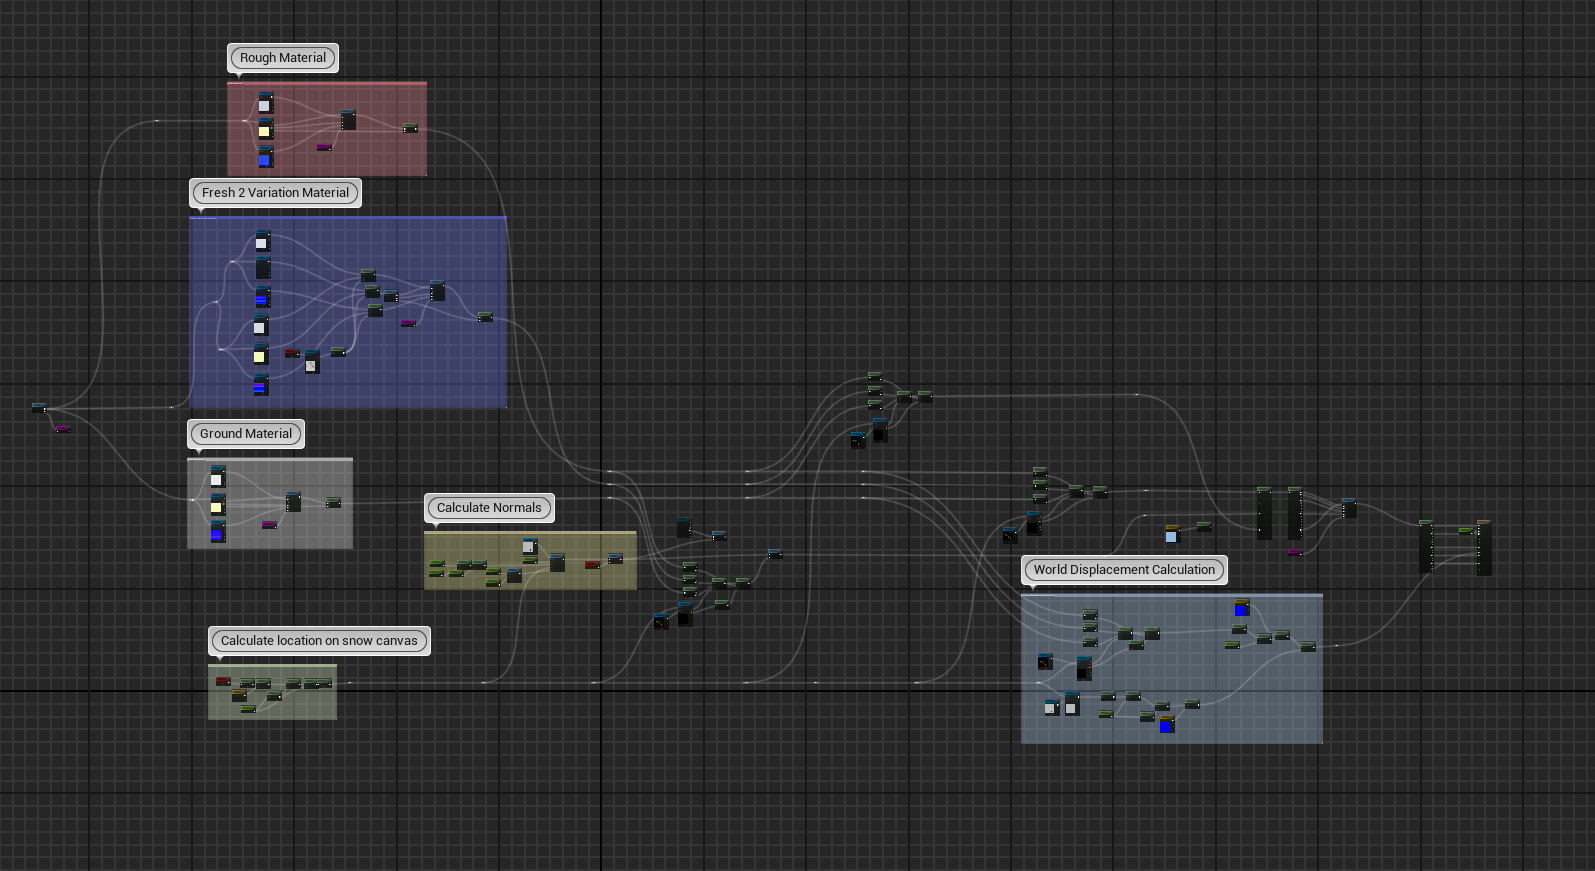 Rough Material
Fresh 2 Variation Material
Ground Material
Calculate Normals
World Displacement Calculation
Calculate location on snow canvas